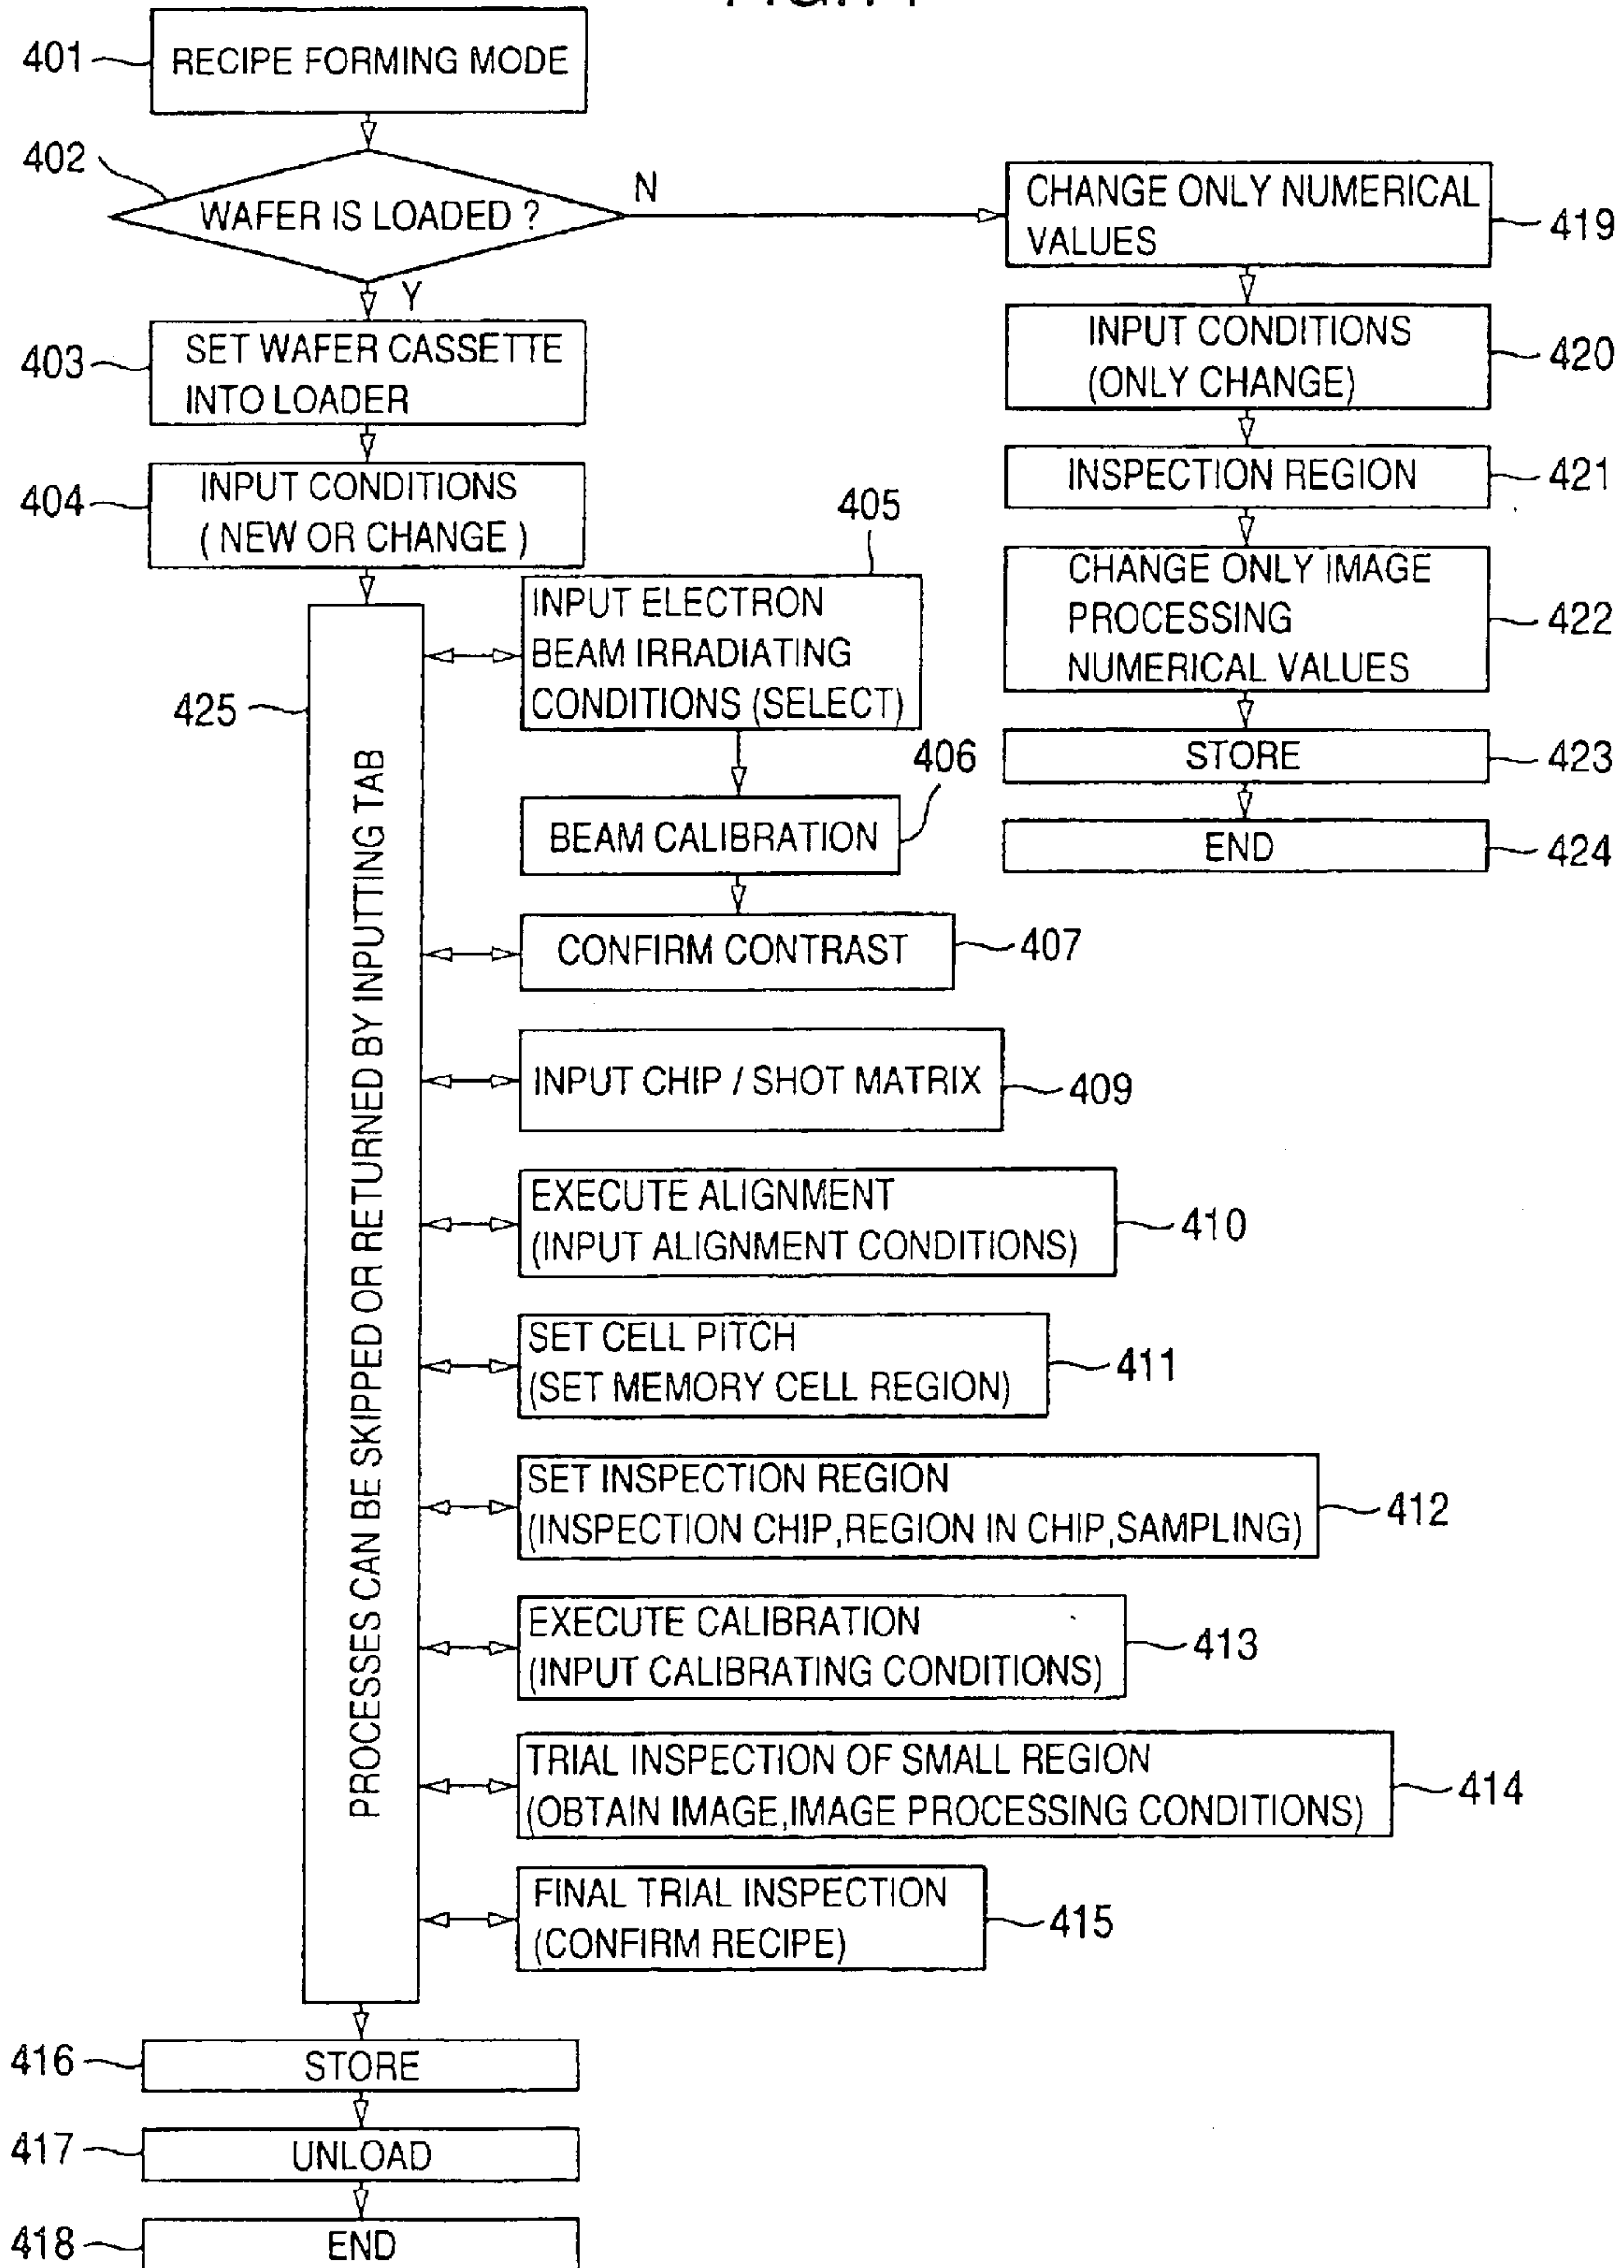 401
RECIPE FORMING MODE
402
WAFER IS LOADED ?
N
Y
403
SET WAFER CASSETTE
INTO LOADER
404
INPUT CONDITIONS
( NEW OR CHANGE )
425
PROCESSES CAN BE SKIPPED OR RETURNED BY INPUTTING TAB
405
INPUT ELECTRON
BEAM IRRADIATING
CONDITIONS (SELECT)
406
BEAM CALIBRATION
CONFIRM CONTRAST
407
INPUT CHIP / SHOT MATRIX
409
EXECUTE ALIGNMENT
(INPUT ALIGNMENT CONDITIONS)
410
SET CELL PITCH
(SET MEMORY CELL REGION)
411
SET INSPECTION REGION
(INSPECTION CHIP,REGION IN CHIP,SAMPLING)
412
EXECUTE CALIBRATION
(INPUT CALIBRATING CONDITIONS)
413
TRIAL INSPECTION OF SMALL REGION
(OBTAIN IMAGE,IMAGE PROCESSING CONDITIONS)
414
FINAL TRIAL INSPECTION
(CONFIRM RECIPE)
415
416
STORE
417
UNLOAD
418
END
CHANGE ONLY NUMERICAL
VALUES
419
INPUT CONDITIONS
(ONLY CHANGE)
420
INSPECTION REGION
421
CHANGE ONLY IMAGE
PROCESSING
NUMERICAL VALUES
422
STORE
423
END
424